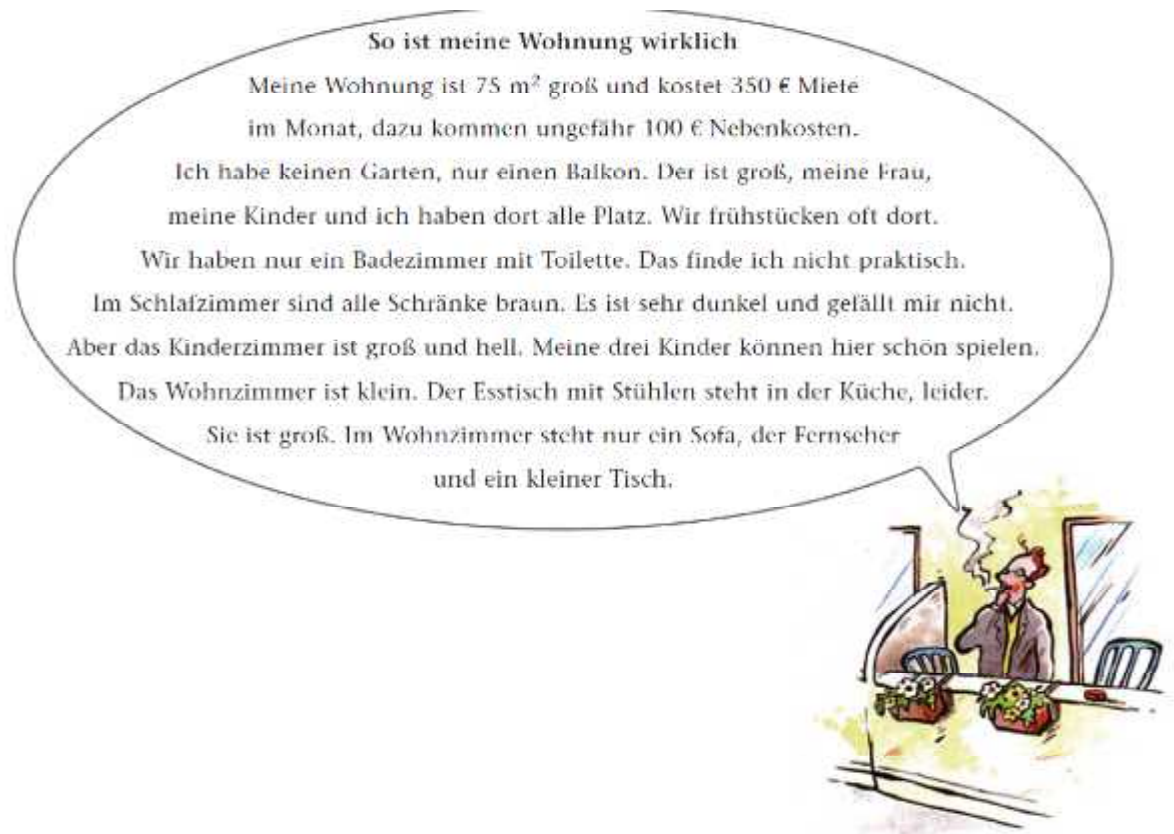 So ist meine Wohnung wirklich
Meine Wohnung ist 75 m² groß und kostet 350 € Miete
im Monat, dazu kommen ungefähr 100 € Nebenkosten.
Ich habe keinen Garten, nur einen Balkon. Der ist groß, meine Frau,
meine Kinder und ich haben dort alle Platz. Wir frühstücken oft dort.
Wir haben nur ein Badezimmer mit Toilette. Das finde ich nicht praktisch.
Im Schlafzimmer sind alle Schränke braun. Es ist sehr dunkel und gefällt mir nicht.
Aber das Kinderzimmer ist groß und hell. Meine drei Kinder können hier schön spielen.
Das Wohnzimmer ist klein. Der Esstisch mit Stühlen steht in der Küche, leider.
Sie ist groß. Im Wohnzimmer steht nur ein Sofa, der Fernseher
und ein kleiner Tisch.